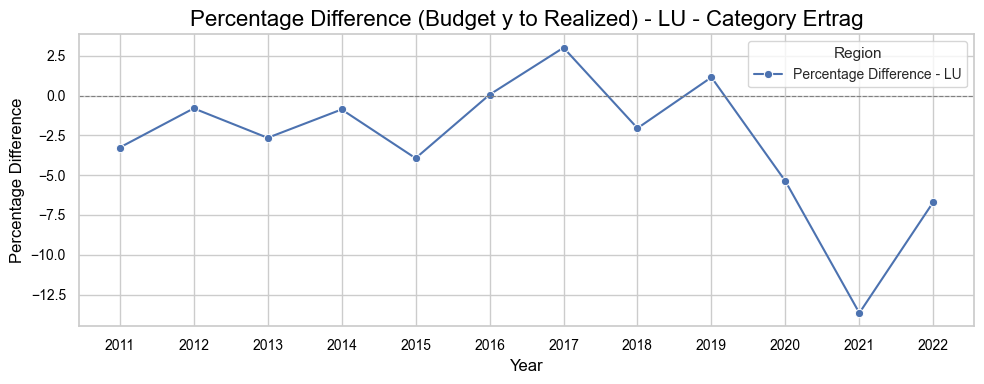 Percentage Difference (Budget y to Realized) - LU - Category Ertrag
Region
Percentage Difference - LU
Percentage Difference
2.5
0.0
−2.5
−5.0
−7.5
−10.0
−12.5
2011 2012 2013 2014 2015 2016 2017 2018 2019 2020 2021 2022
Year